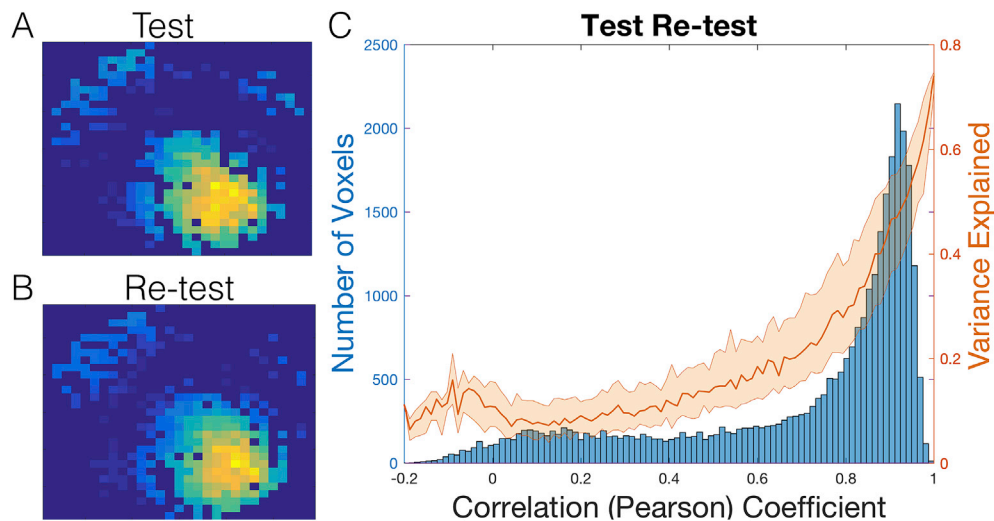 A
Test
B
Re-test
C
Test Re-test
Number of Voxels
2500
2000
1500
1000
500
0
Variance Explained
0.8
0.6
0.4
0.2
0
-0.2 0 0.2 0.4 0.6 0.8 1
Correlation (Pearson) Coefficient